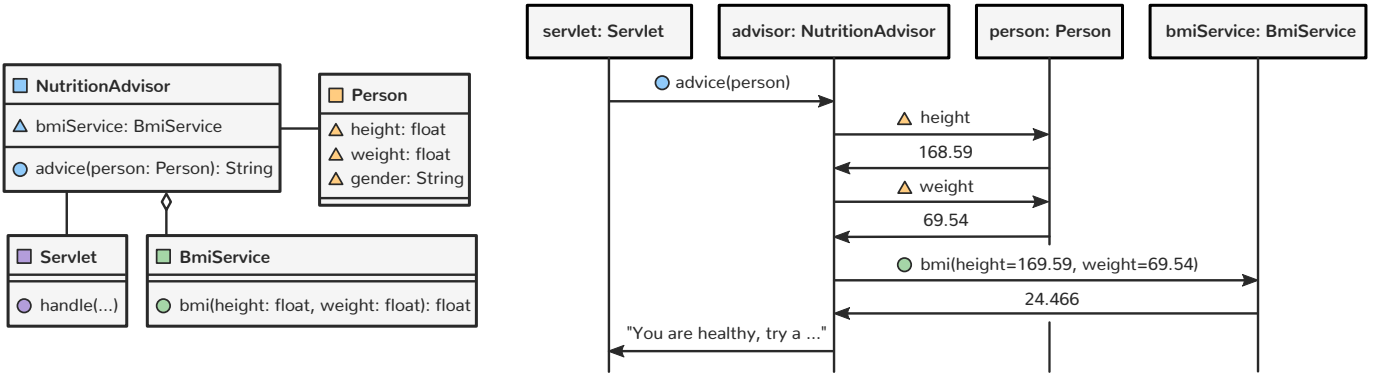 NutritionAdvisor
bmiService: BmiService
advice(person: Person): String
Person
height: float
weight: float
gender: String
Servlet
handle(...)
BmiService
bmi(height: float, weight: float): float
servlet: Servlet
advisor: NutritionAdvisor
person: Person
bmiService: BmiService
advice(person)
height
168.59
weight
69.54
bmi(height=169.59, weight=69.54)
24.466
"You are healthy, try a ..."